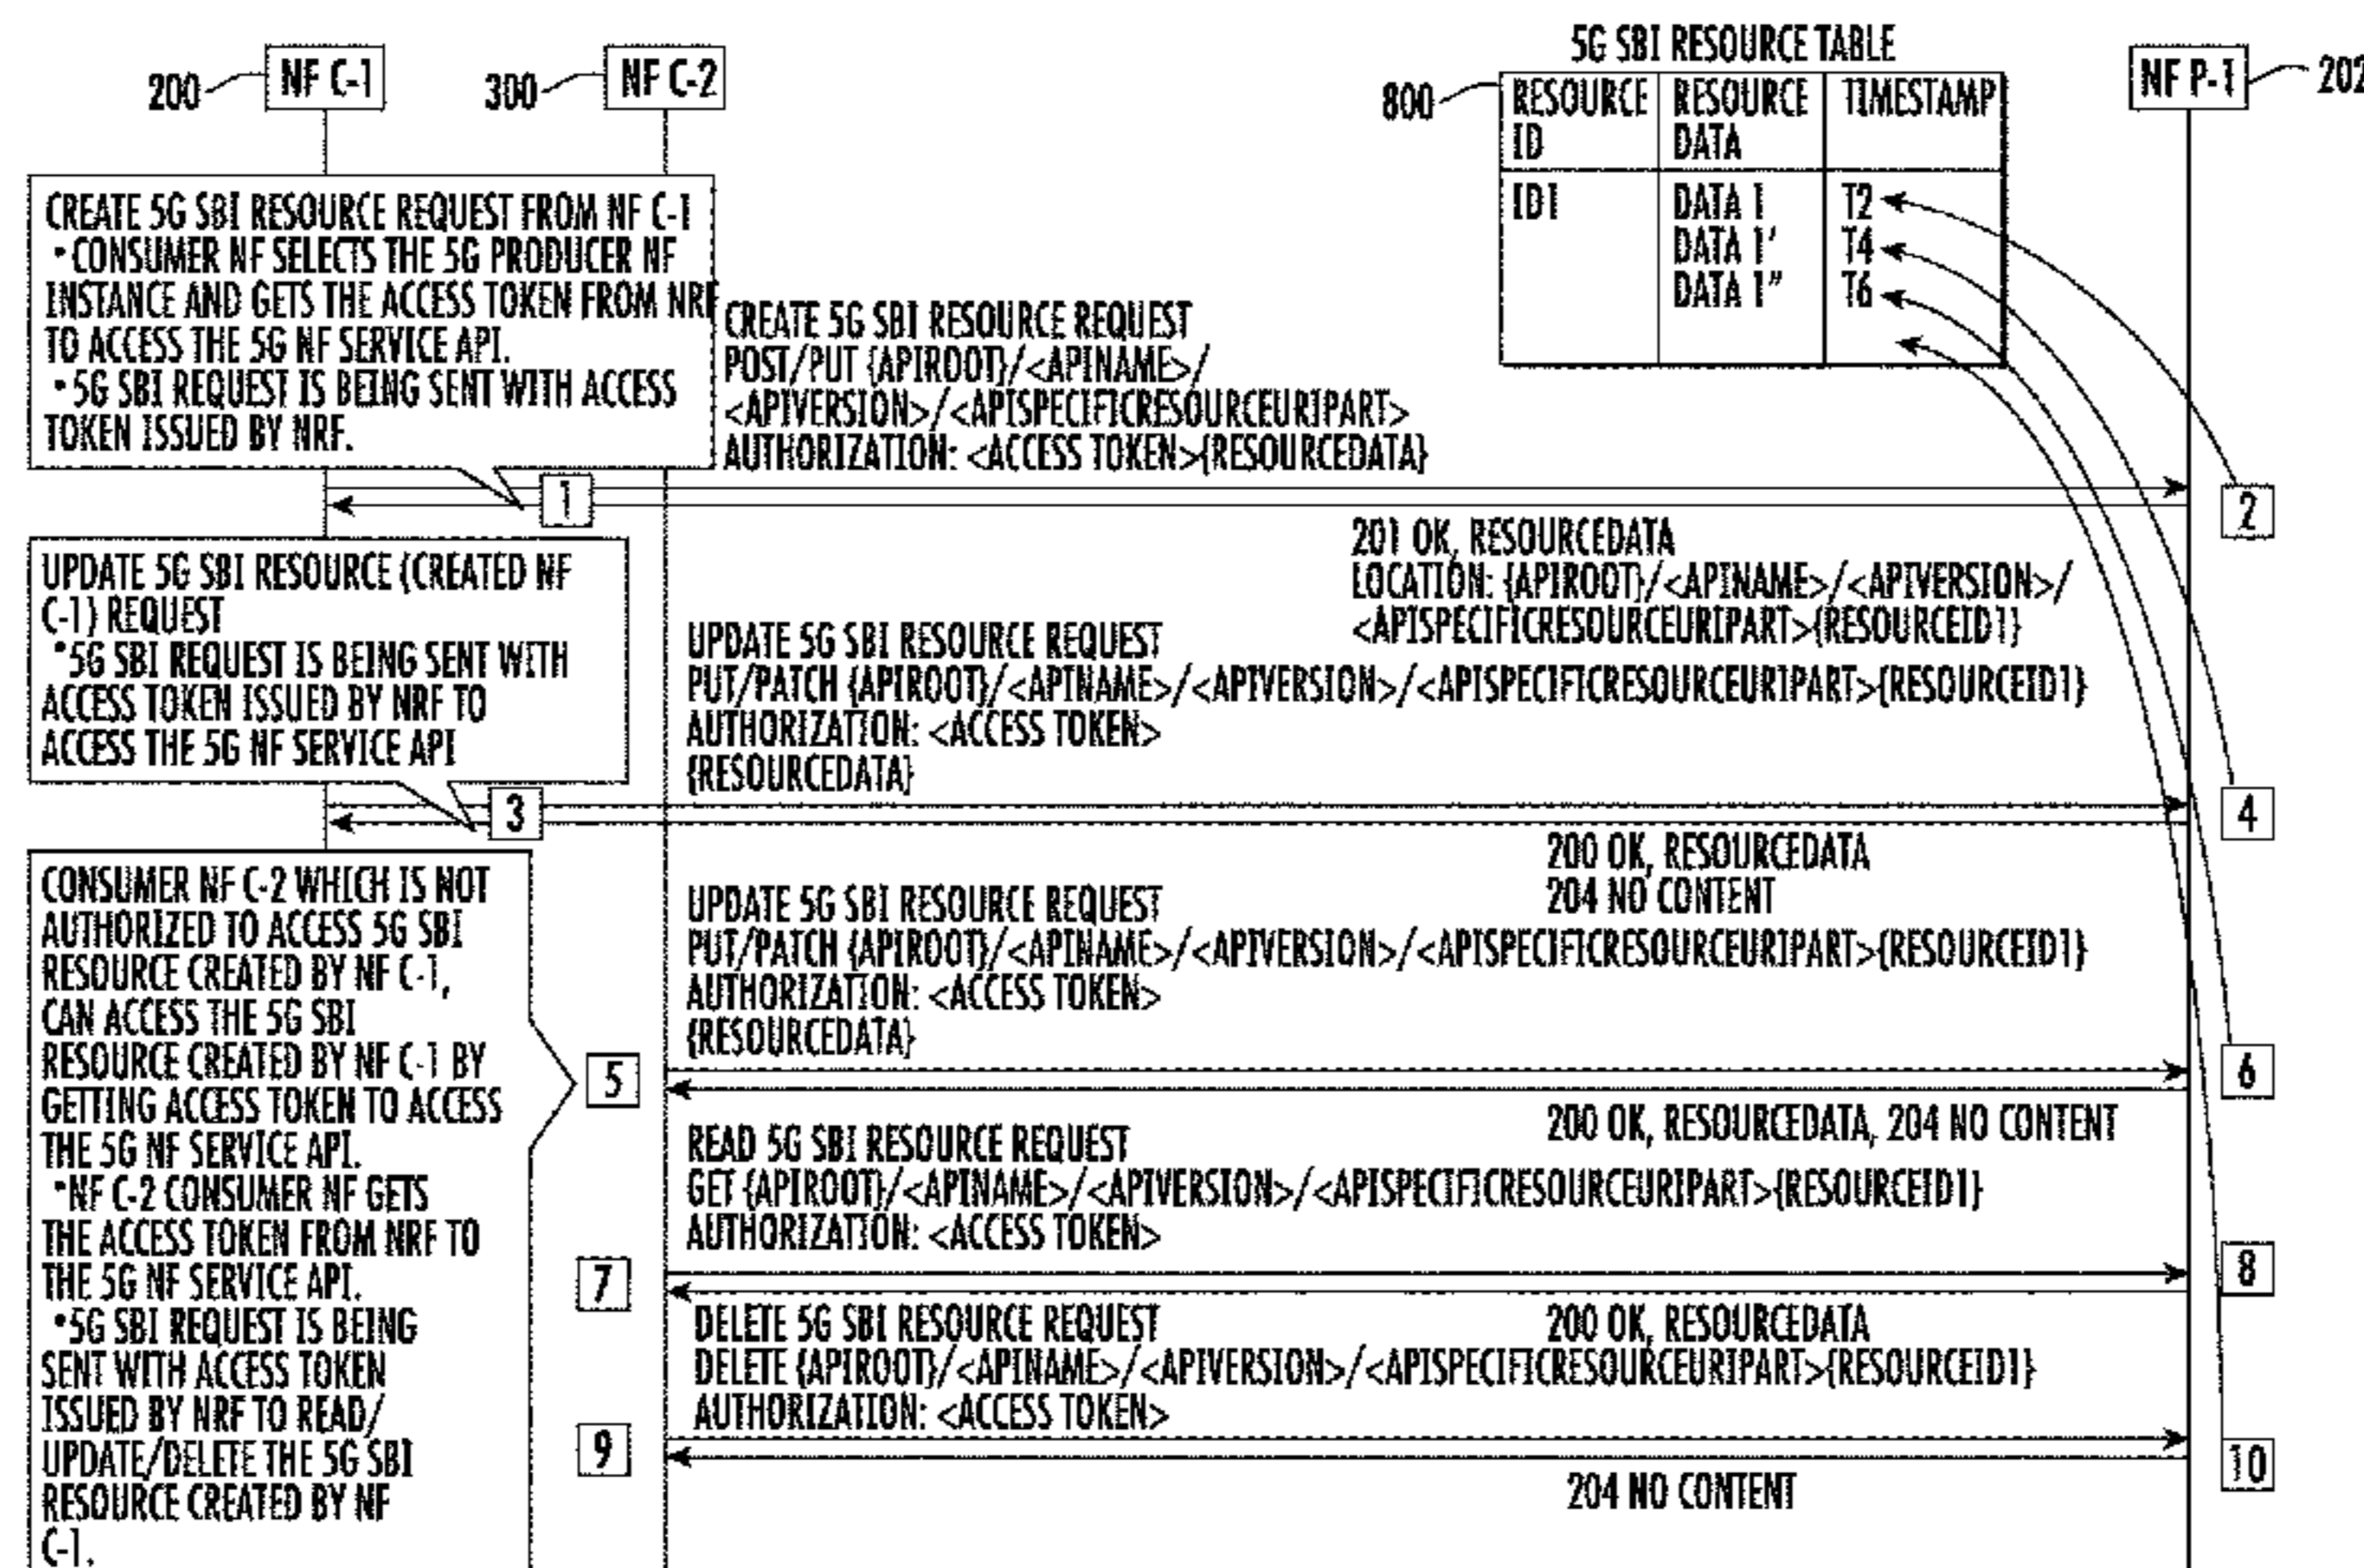 200
NF C-1
300
NF C-2
5G SBI RESOURCE TABLE
800
RESOURCE ID
RESOURCE DATA
TIMESTAMP
ID1
DATA 1
T2
DATA 1'
T4
DATA 1"
T6
NF P-1
202
CREATE 5G SBI RESOURCE REQUEST FROM NF C-1
• CONSUMER NF SELECTS THE 5G PRODUCER NF
INSTANCE AND GETS THE ACCESS TOKEN FROM NRF
TO ACCESS THE 5G NF SERVICE API.
• 5G SBI REQUEST IS BEING SENT WITH ACCESS
TOKEN ISSUED BY NRF.
CREATE 5G SBI RESOURCE REQUEST
POST/PUT {APIROOT}/<APINAME>/
<APIVERSION>/<APISPECIFICRESOURCEURIPART>
AUTHORIZATION: <ACCESS TOKEN>{RESOURCEDATA}
1
2
201 OK, RESOURCEDATA
LOCATION: {APIROOT}/<APINAME>/<APIVERSION>/
<APISPECIFICRESOURCEURIPART>{RESOURCEID1}
UPDATE 5G SBI RESOURCE (CREATED NF
C-1) REQUEST
•5G SBI REQUEST IS BEING SENT WITH
ACCESS TOKEN ISSUED BY NRF TO
ACCESS THE 5G NF SERVICE API
UPDATE 5G SBI RESOURCE REQUEST
PUT/PATCH {APIROOT}/<APINAME>/<APIVERSION>/<APISPECIFICRESOURCEURIPART>{RESOURCEID1}
AUTHORIZATION: <ACCESS TOKEN>
{RESOURCEDATA}
3
4
200 OK, RESOURCEDATA
204 NO CONTENT
CONSUMER NF C-2 WHICH IS NOT
AUTHORIZED TO ACCESS 5G SBI
RESOURCE CREATED BY NF C-1,
CAN ACCESS THE 5G SBI
RESOURCE CREATED BY NF C-1 BY
GETTING ACCESS TOKEN TO ACCESS
THE 5G NF SERVICE API.
•NF C-2 CONSUMER NF GETS
THE ACCESS TOKEN FROM NRF TO
THE 5G NF SERVICE API.
•5G SBI REQUEST IS BEING
SENT WITH ACCESS TOKEN
ISSUED BY NRF TO READ/
UPDATE/DELETE THE 5G SBI
RESOURCE CREATED BY NF
C-1.
UPDATE 5G SBI RESOURCE REQUEST
PUT/PATCH {APIROOT}/<APINAME>/<APIVERSION>/<APISPECIFICRESOURCEURIPART>{RESOURCEID1}
AUTHORIZATION: <ACCESS TOKEN>
{RESOURCEDATA}
5
6
200 OK, RESOURCEDATA, 204 NO CONTENT
READ 5G SBI RESOURCE REQUEST
GET {APIROOT}/<APINAME>/<APIVERSION>/<APISPECIFICRESOURCEURIPART>{RESOURCEID1}
AUTHORIZATION: <ACCESS TOKEN>
7
8
200 OK, RESOURCEDATA
DELETE 5G SBI RESOURCE REQUEST
DELETE {APIROOT}/<APINAME>/<APIVERSION>/<APISPECIFICRESOURCEURIPART>{RESOURCEID1}
AUTHORIZATION: <ACCESS TOKEN>
9
10
204 NO CONTENT